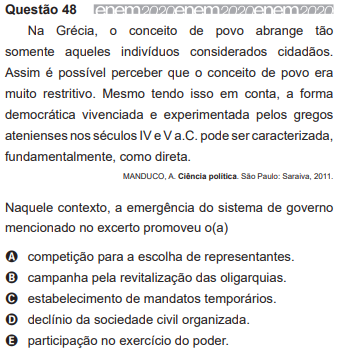 Questão 48 enem2020enem2020enem2020
Na Grécia, o conceito de povo abrange tão
somente aqueles indivíduos considerados cidadãos.
Assim é possível perceber que o conceito de povo era
muito restritivo. Mesmo tendo isso em conta, a forma
democrática vivenciada e experimentada pelos gregos
atenienses nos séculos IV e V a.C. pode ser caracterizada,
fundamentalmente, como direta.
MANDUCO, A. Ciência política. São Paulo: Saraiva, 2011.
Naquele contexto, a emergência do sistema de governo
mencionado no excerto promoveu o(a)
A competição para a escolha de representantes.
B campanha pela revitalização das oligarquias.
C estabelecimento de mandatos temporários.
D declínio da sociedade civil organizada.
E participação no exercício do poder.